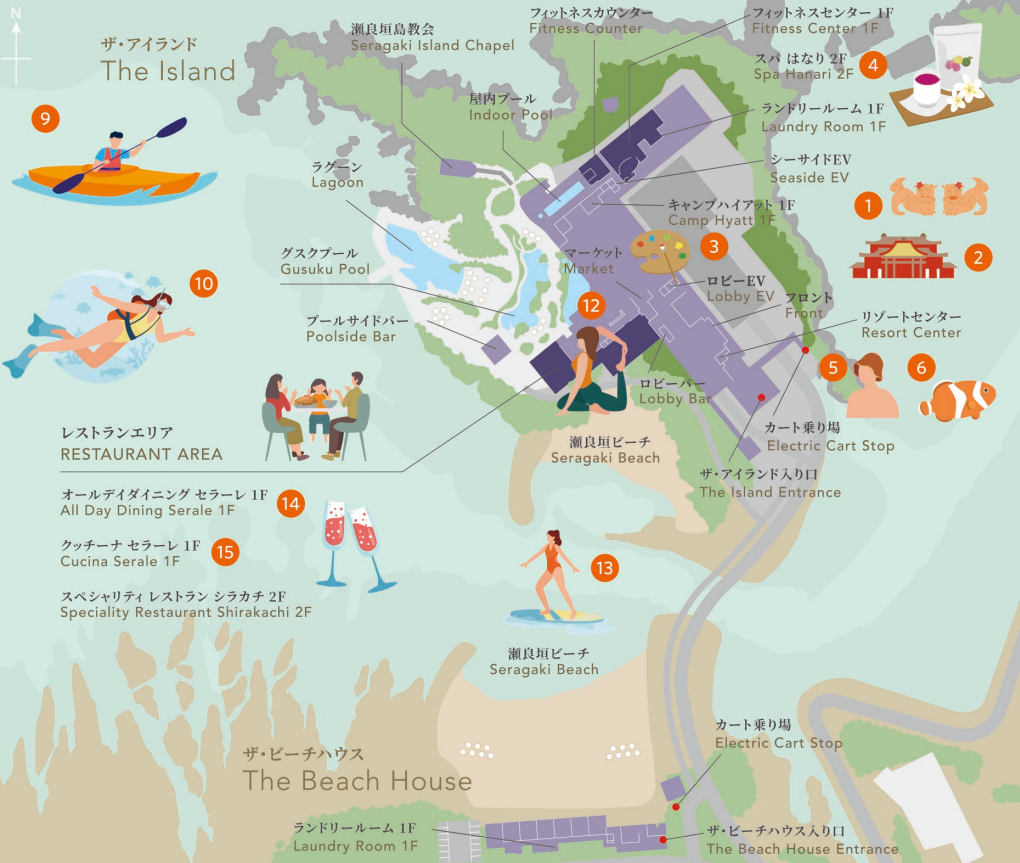 N
ザ・アイランド
The Island
瀬良垣島教会
Seragaki Island Chapel
フィットネスカウンター
Fitness Counter
フィットネスセンター 1F
Fitness Center 1F
スパ はなり 2F
Spa Hanari 2F
4
9
屋内プール
Indoor Pool
ランドリールーム 1F
Laundry Room 1F
ラグーン
Lagoon
シーサイドEV
Seaside EV
キャンプハイアット 1F
Camp Hyatt 1F
1
グスクプール
Gusuku Pool
マーケット
Market
3
2
10
ロビーEV
Lobby EV
フロント
Front
12
プールサイドバー
Poolside Bar
リゾートセンター
Resort Center
5
6
ロビーバー
Lobby Bar
レストランエリア
RESTAURANT AREA
瀬良垣ビーチ
Seragaki Beach
カート乗り場
Electric Cart Stop
ザ・アイランド入り口
The Island Entrance
オールデイダイニング セラーレ 1F
All Day Dining Serale 1F
14
クッチーナ セラーレ 1F
Cucina Serale 1F
15
13
スペシャリティ レストラン シラカチ 2F
Speciality Restaurant Shirakachi 2F
瀬良垣ビーチ
Seragaki Beach
ザ・ビーチハウス
The Beach House
カート乗り場
Electric Cart Stop
ランドリールーム 1F
Laundry Room 1F
ザ・ビーチハウス入り口
The Beach House Entrance